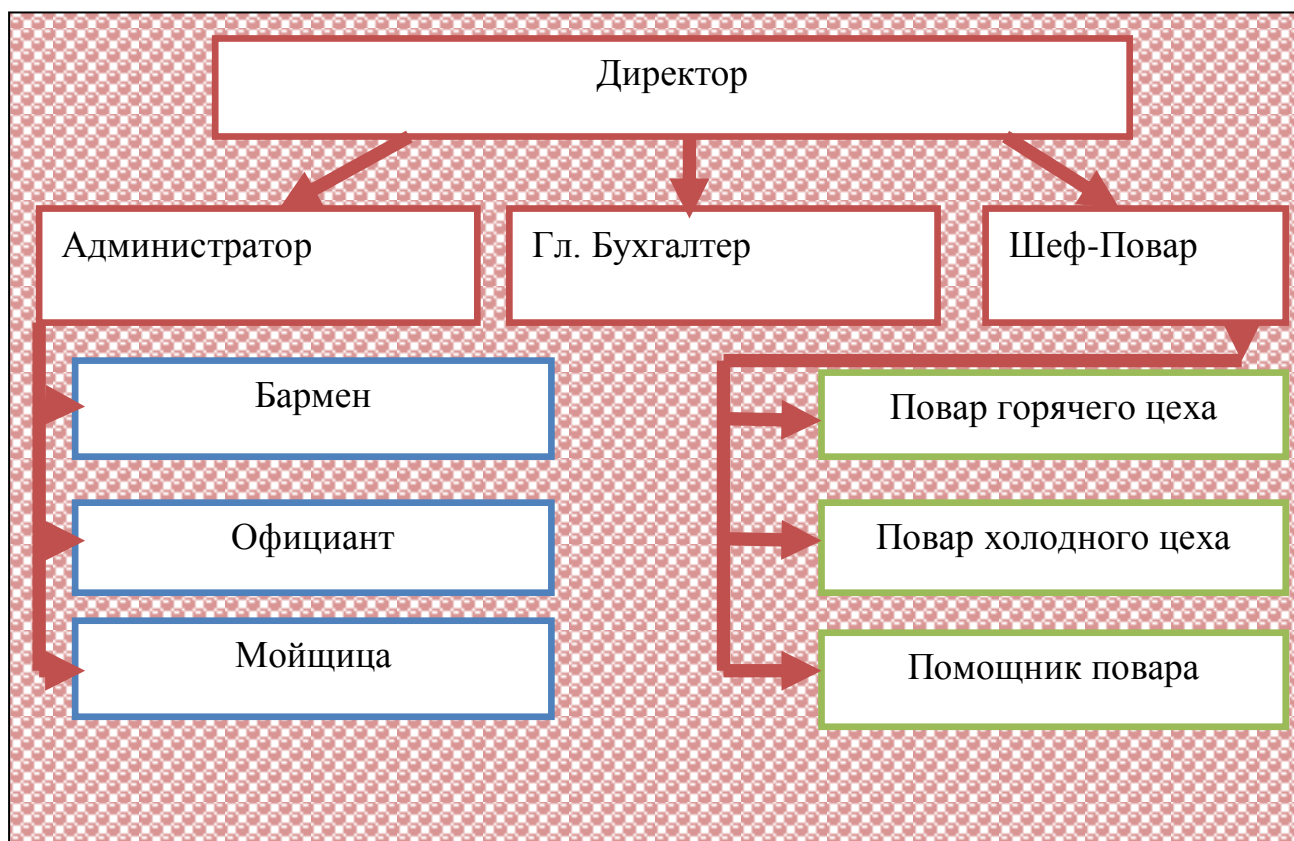 Директор
Администратор
Гл. Бухгалтер
Шеф-Повар
Бармен
Официант
Мойщица
Повар горячего цеха
Повар холодного цеха
Помощник повара